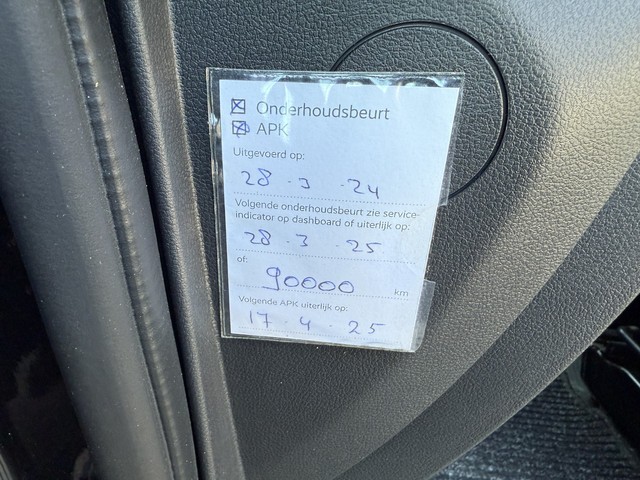 Onderhoudsbeurt
APK
Uitgevoerd op:
28 . 3 . 24
Volgende onderhoudsbeurt zie service-
indicator op dashboard of uiterlijk op:
28 . 3 . 25
of:
90000 km
Volgende APK uiterlijk op:
17 . 4 . 25